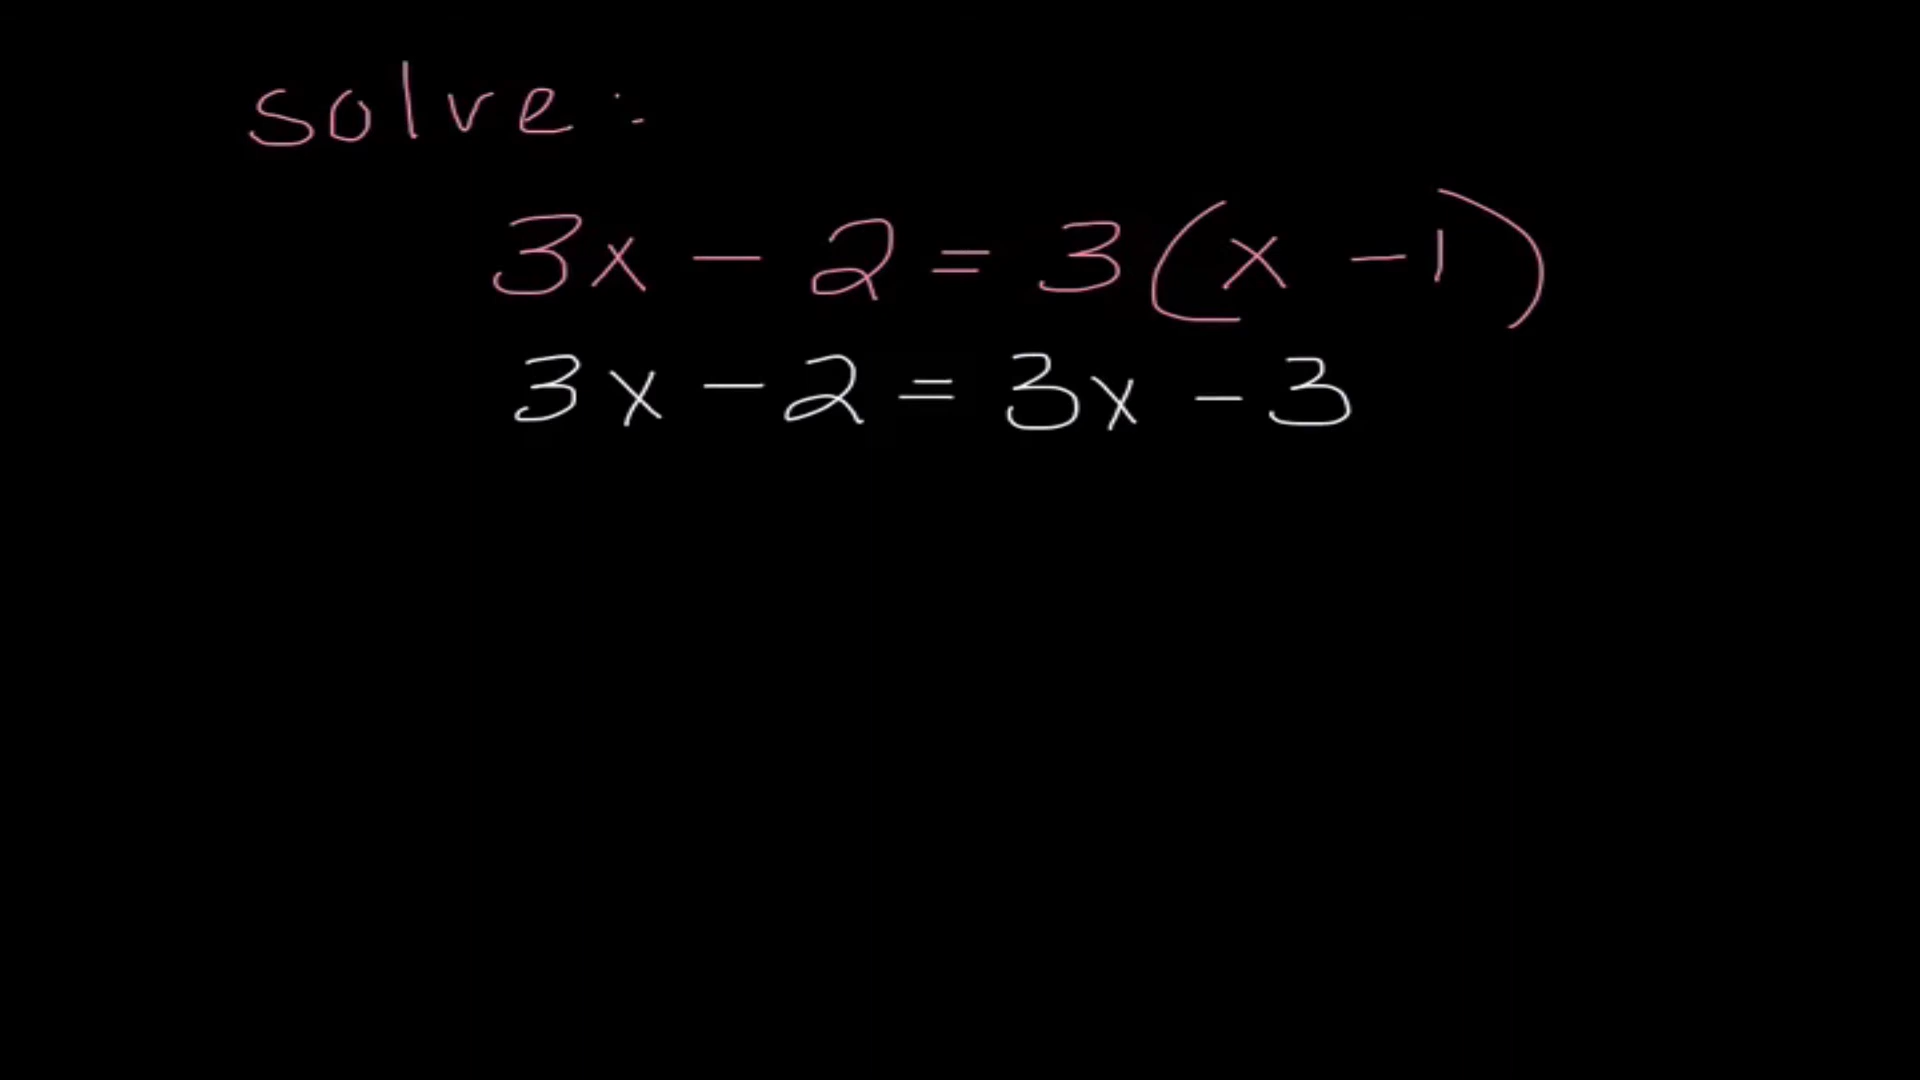 solve:
3x - 2 = 3(x - 1)
3x - 2 = 3x - 3